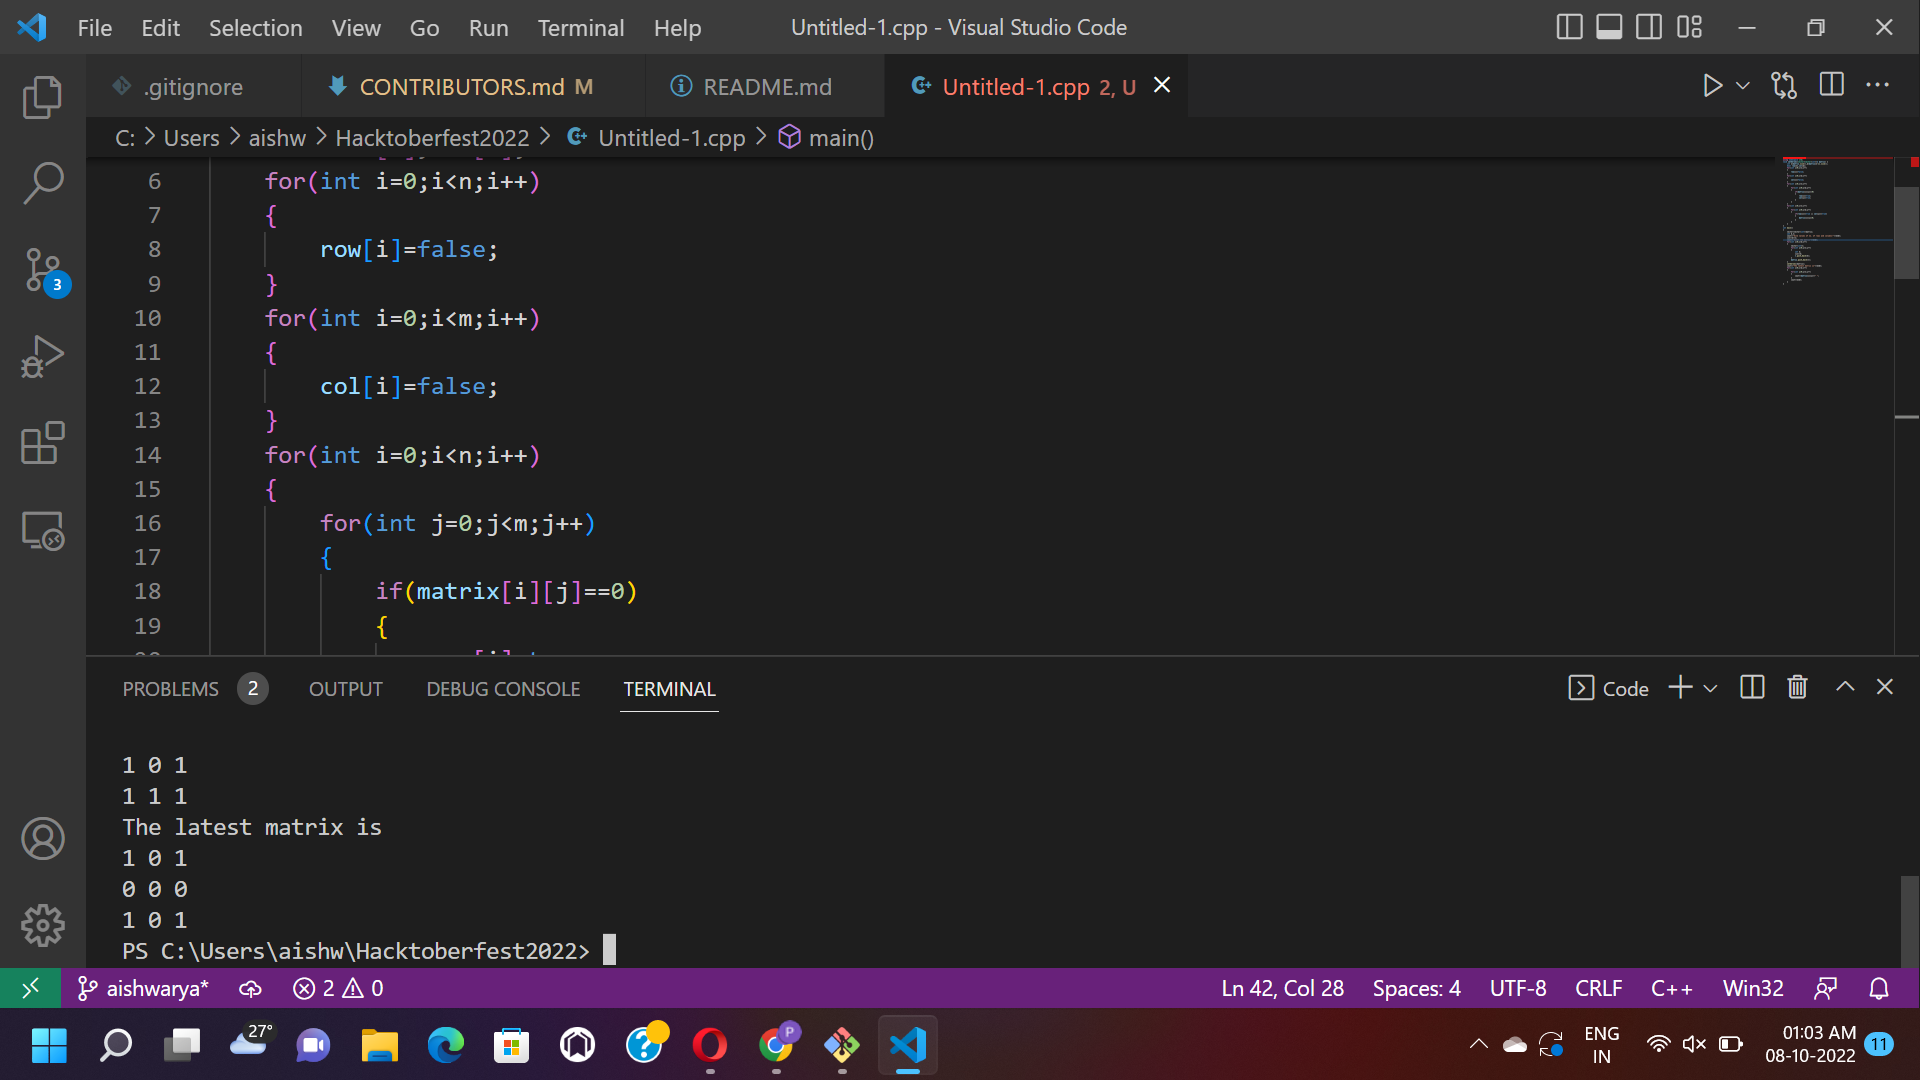 File Edit Selection View Go Run Terminal Help Untitled-1.cpp - Visual Studio Code
.gitignore CONTRIBUTORS.md M README.md Untitled-1.cpp 2, U
C: > Users > aishw > Hacktoberfest2022 > Untitled-1.cpp > main()
6 for(int i=0;i<n;i++)
7 {
8 row[i]=false;
9 }
10 for(int i=0;i<m;i++)
11 {
12 col[i]=false;
13 }
14 for(int i=0;i<n;i++)
15 {
16 for(int j=0;j<m;j++)
17 {
18 if(matrix[i][j]==0)
19 {
3
PROBLEMS 2 OUTPUT DEBUG CONSOLE TERMINAL Code
1 0 1
1 1 1
The latest matrix is
1 0 1
0 0 0
1 0 1
PS C:\Users\aishw\Hacktoberfest2022>
aishwarya* 2 0 Ln 42, Col 28 Spaces: 4 UTF-8 CRLF C++ Win32
27° P ENG 01:03 AM
IN 08-10-2022 11